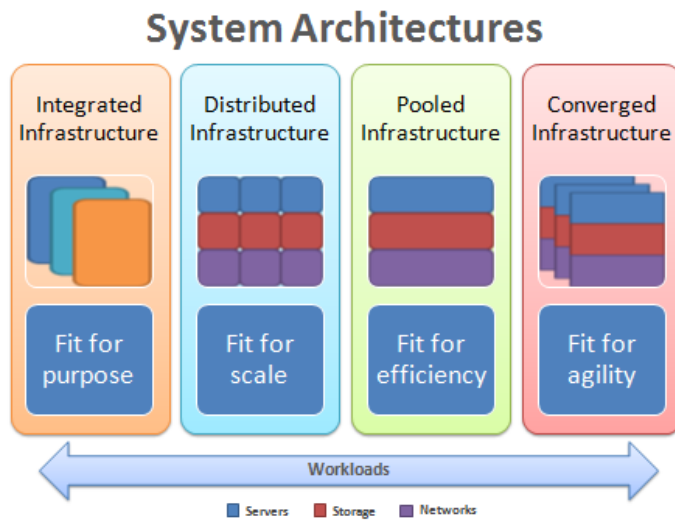 System Architectures
Integrated
Infrastructure
Distributed
Infrastructure
Pooled
Infrastructure
Converged
Infrastructure
Fit for
purpose
Fit for
scale
Fit for
efficiency
Fit for
agility
Workloads
Servers
Storage
Networks